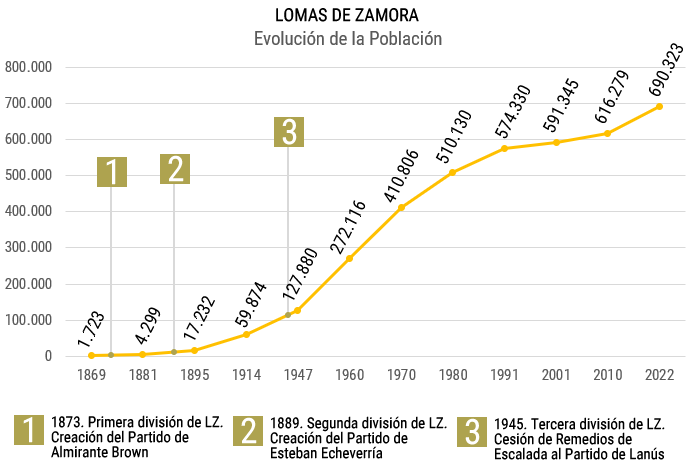 LOMAS DE ZAMORA
Evolución de la Población
800.000
700.000
600.000
500.000
400.000
300.000
200.000
100.000
0
1.723
4.299
17.232
59.874
127.880
272.116
410.806
510.130
574.330
591.345
616.279
690.323
1
2
3
1869 1881 1895 1914 1947 1960 1970 1980 1991 2001 2010 2022
1
1873. Primera división de LZ.
Creación del Partido de
Almirante Brown
2
1889. Segunda división de LZ.
Creación del Partido de
Esteban Echeverría
3
1945. Tercera división de LZ.
Cesión de Remedios de
Escalada al Partido de Lanús